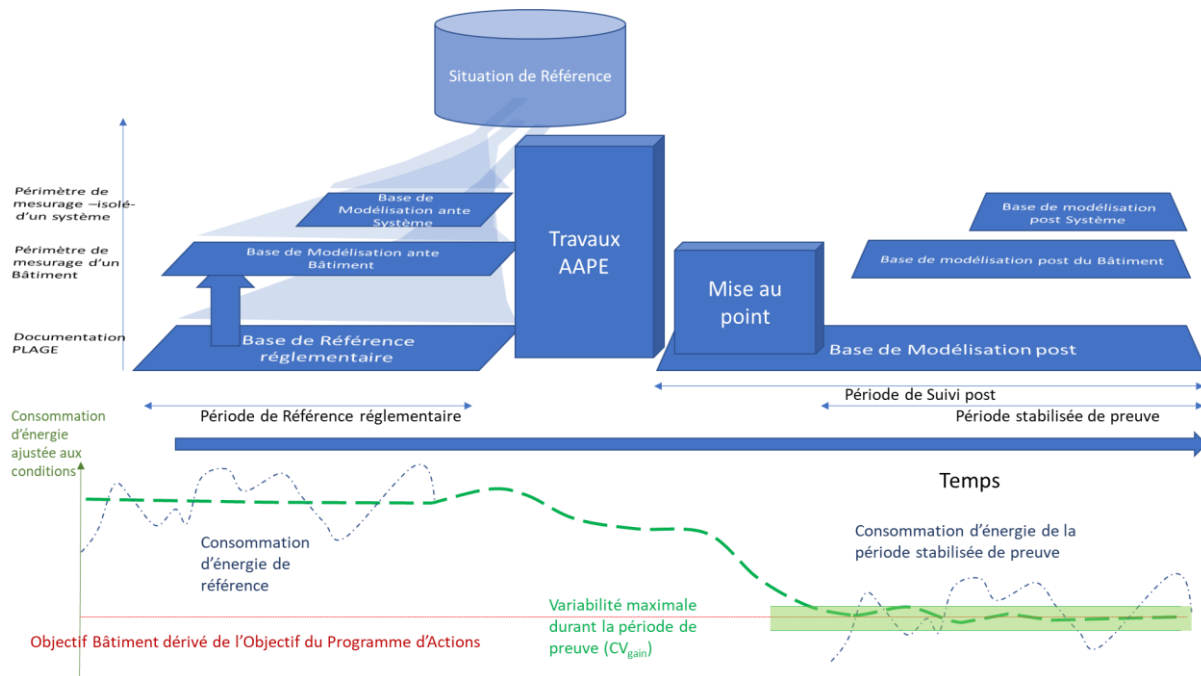 Situation de Référence
Périmètre de
mesurage –isolé-
d'un système
Base de
Modélisation ante
Système
Base de modélisation
post Système
Périmètre de
mesurage d'un
Bâtiment
Base de Modélisation ante
Bâtiment
Travaux
AAPE
Base de modélisation post du Bâtiment
Mise au
point
Documentation
PLAGE
Base de Référence
réglementaire
Base de Modélisation post
Période de Suivi post
Période de Référence réglementaire
Période stabilisée de preuve
Consommation
d'énergie
ajustée aux
conditions
Temps
Consommation
d'énergie de
référence
Consommation d'énergie de la
période stabilisée de preuve
Variabilité maximale
durant la période de
preuve (CVgain)
Objectif Bâtiment dérivé de l'Objectif du Programme d'Actions